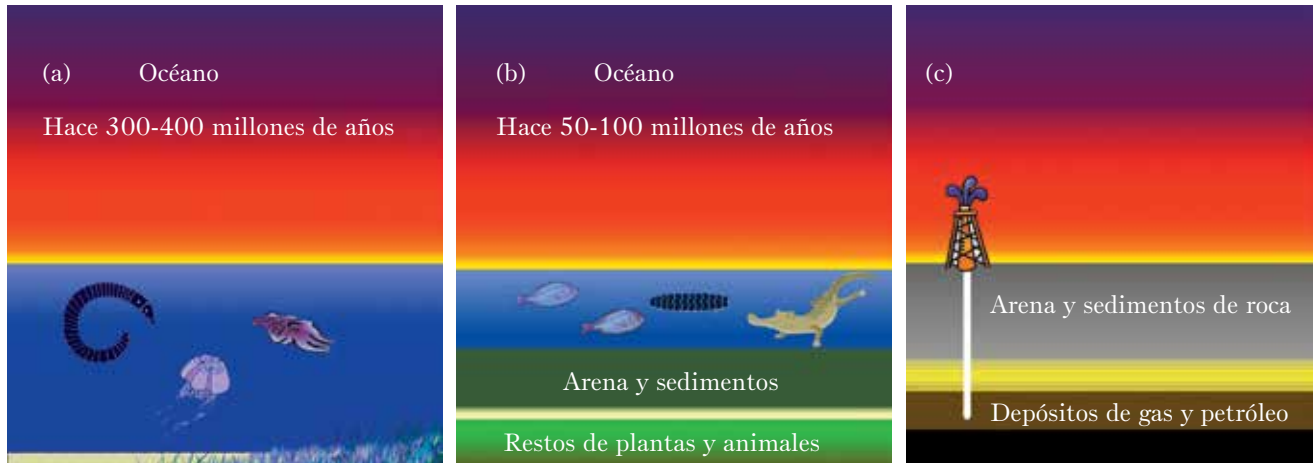 (a) Océano
Hace 300-400 millones de años
(b) Océano
Hace 50-100 millones de años
Arena y sedimentos
Restos de plantas y animales
(c)
Arena y sedimentos de roca
Depósitos de gas y petróleo